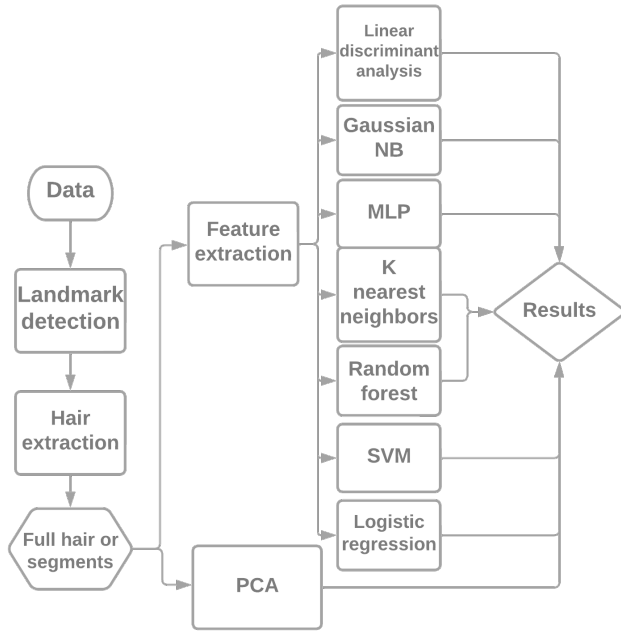 Linear
discriminant
analysis
Gaussian
NB
Data
MLP
Feature
extraction
K
nearest
neighbors
Landmark
detection
Results
Random
forest
Hair
extraction
SVM
Full hair or
segments
Logistic
regression
PCA